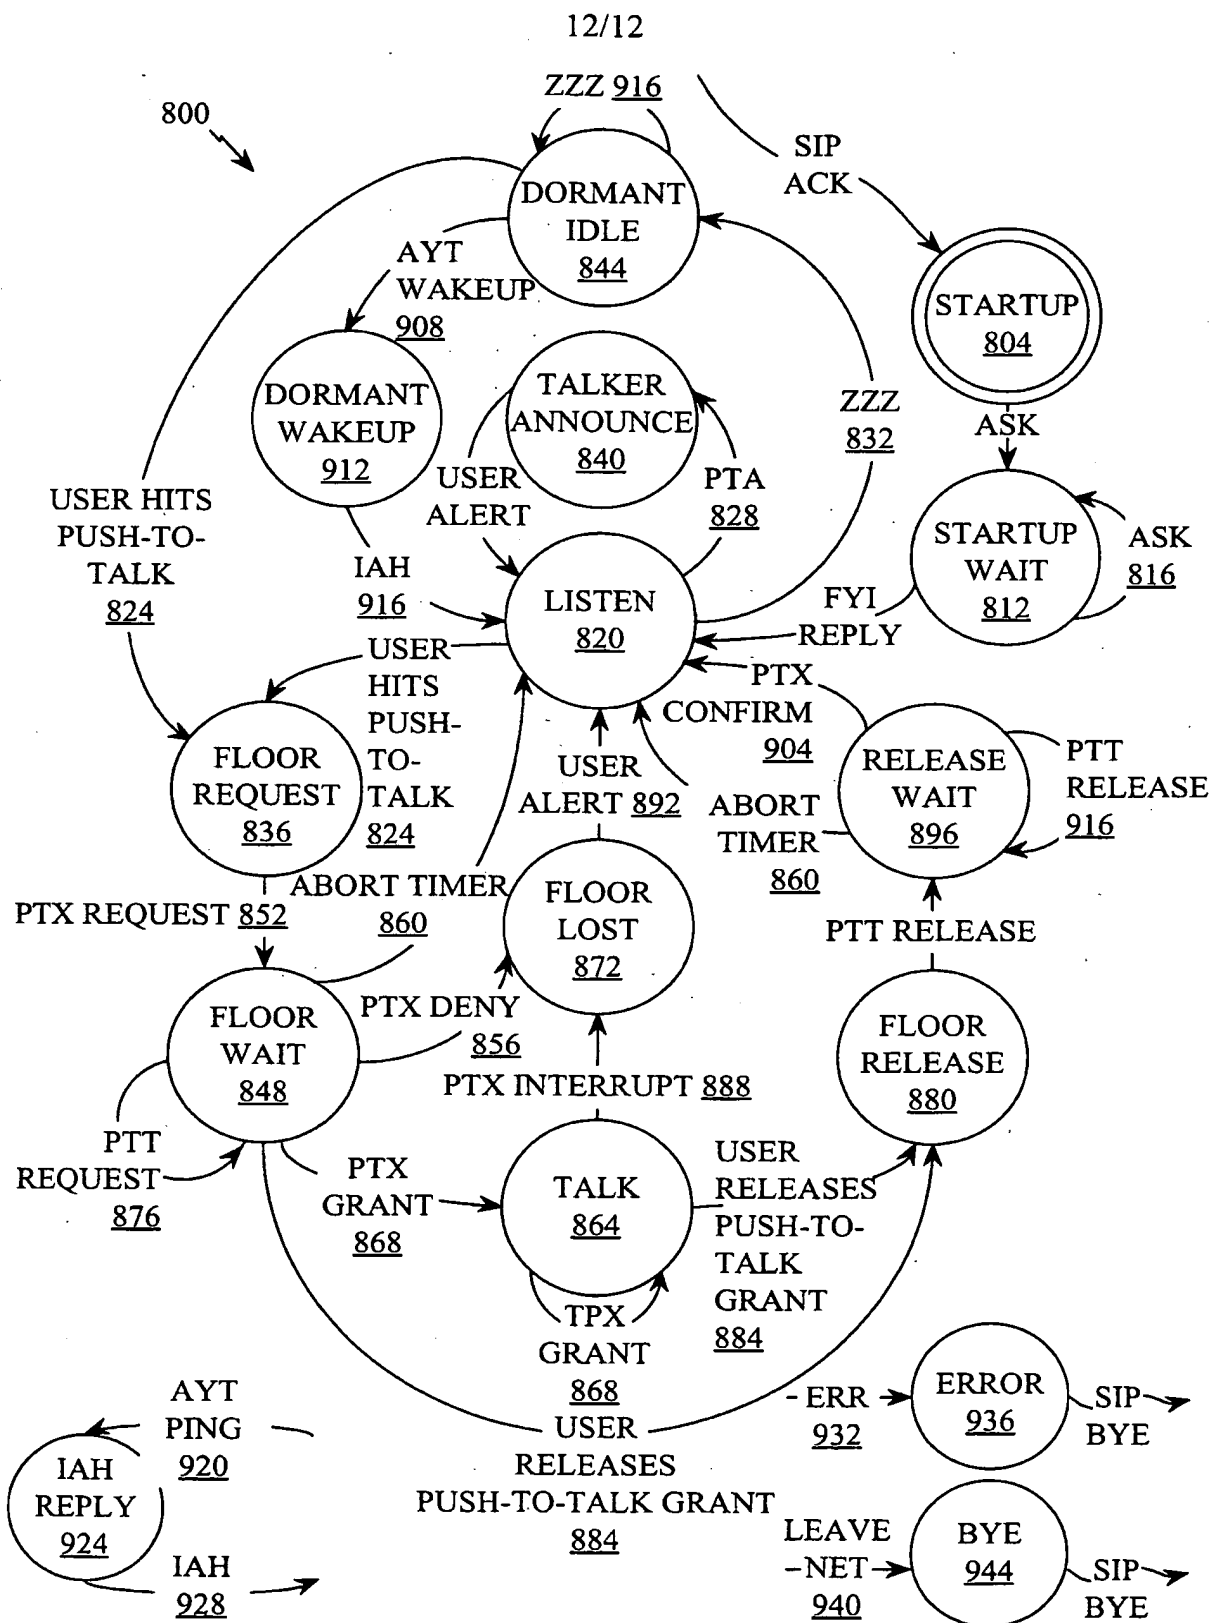 12/12
800
ZZZ 916
SIP
ACK
DORMANT
IDLE
844
AYT
WAKEUP
908
STARTUP
804
ASK
DORMANT
WAKEUP
912
TALKER
ANNOUNCE
840
ZZZ
832
USER
ALERT
PTA
828
USER HITS
PUSH-TO-
TALK
824
STARTUP
WAIT
812
ASK
816
IAH
916
LISTEN
820
FYI
REPLY
USER
HITS
PUSH-
TO-
TALK
824
PTX
CONFIRM
904
FLOOR
REQUEST
836
USER
ALERT 892
RELEASE
WAIT
896
PTT
RELEASE
916
ABORT
TIMER
860
PTX REQUEST 852
ABORT TIMER
860
FLOOR
LOST
872
PTT RELEASE
FLOOR
WAIT
848
PTX DENY
856
FLOOR
RELEASE
880
PTX INTERRUPT 888
PTT
REQUEST
876
PTX
GRANT
868
TALK
864
USER
RELEASES
PUSH-TO-
TALK
GRANT
884
TPX
GRANT
868
USER
RELEASES
PUSH-TO-TALK GRANT
884
AYT
PING
920
IAH
REPLY
924
IAH
928
ERR
932
ERROR
936
SIP
BYE
LEAVE
NET
940
BYE
944
SIP
BYE